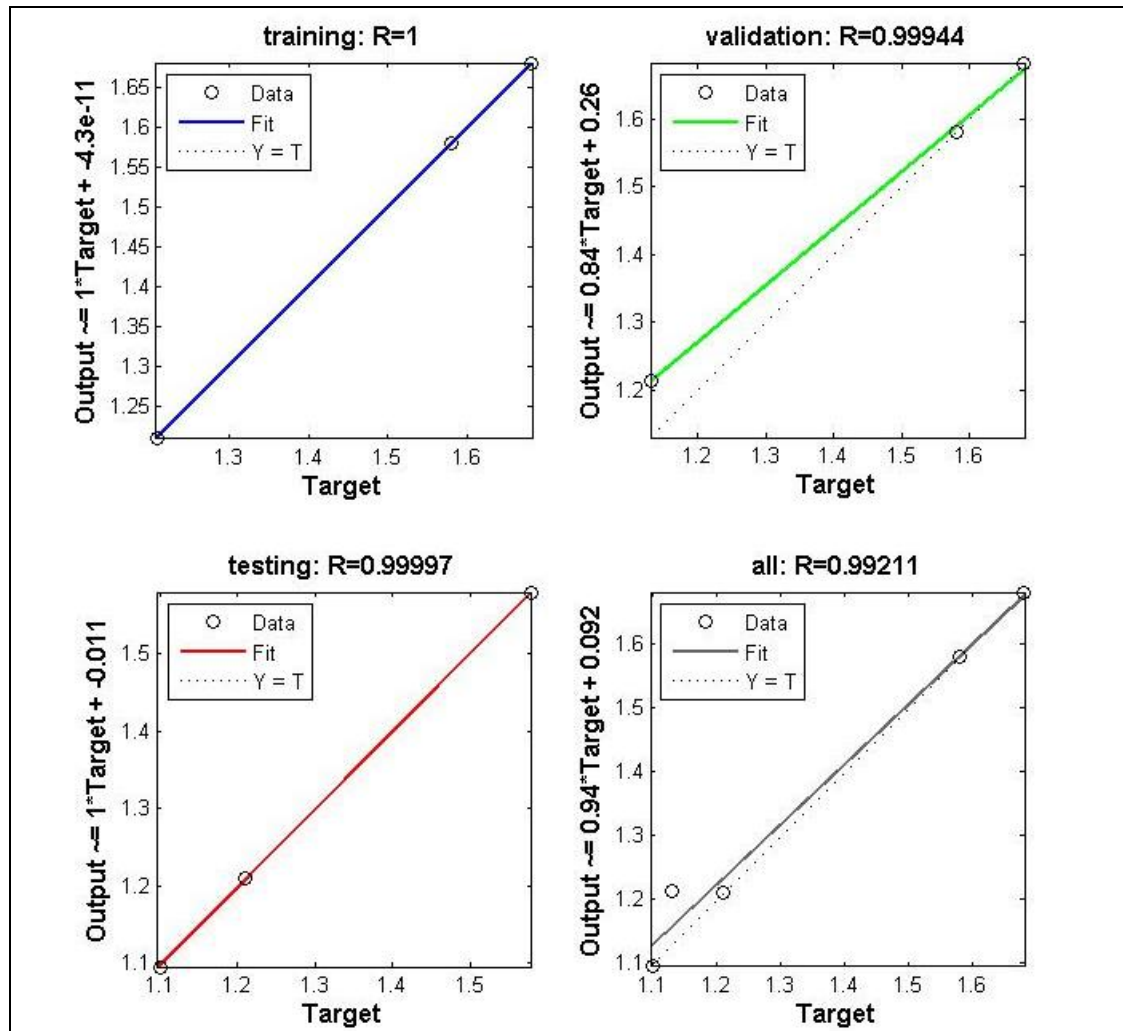 training: R=1
Output ~= 1*Target + -4.3e-11
1.65
1.6
1.55
1.5
1.45
1.4
1.35
1.3
1.25
Data
Fit
Y = T
1.3 1.4 1.5 1.6
Target
validation: R=0.99944
Output ~= 0.84*Target + 0.26
1.6
1.5
1.4
1.3
1.2
Data
Fit
Y = T
1.2 1.3 1.4 1.5 1.6
Target
testing: R=0.99997
Output ~= 1*Target + -0.011
1.5
1.4
1.3
1.2
1.1
Data
Fit
Y = T
1.1 1.2 1.3 1.4 1.5
Target
all: R=0.99211
Output ~= 0.94*Target + 0.092
1.6
1.5
1.4
1.3
1.2
1.1
Data
Fit
Y = T
1.1 1.2 1.3 1.4 1.5 1.6
Target